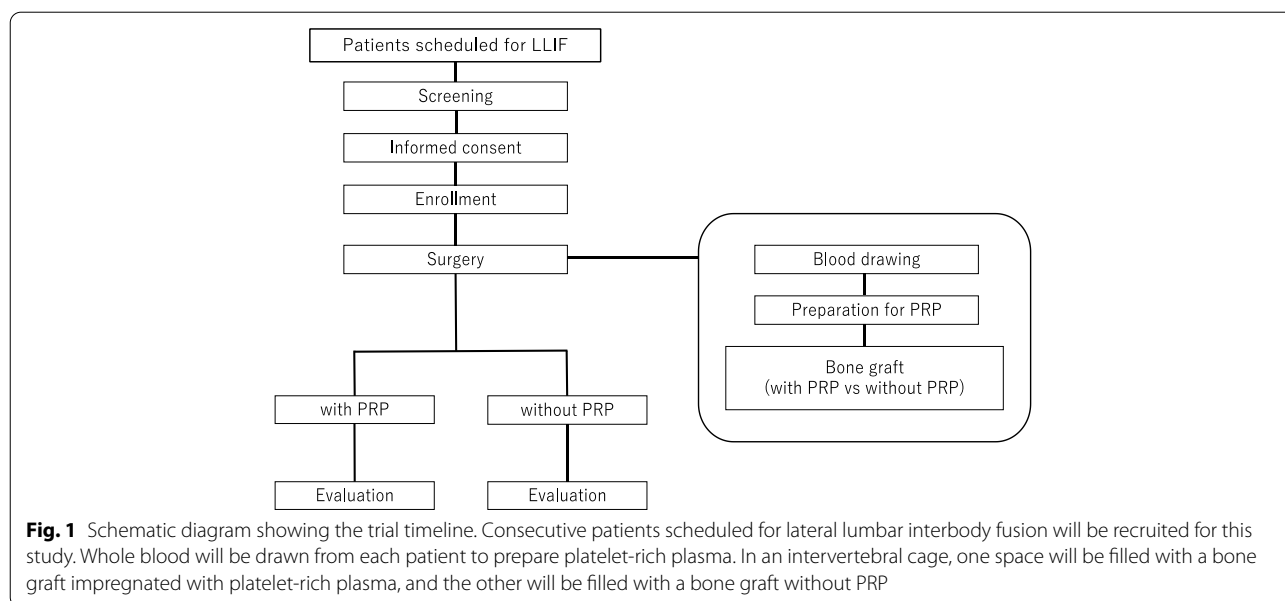 Patients scheduled for LLIF
Screening
Informed consent
Enrollment
Surgery
Blood drawing
Preparation for PRP
Bone graft
(with PRP vs without PRP)
with PRP
without PRP
Evaluation
Evaluation
Fig. 1 Schematic diagram showing the trial timeline. Consecutive patients scheduled for lateral lumbar interbody fusion will be recruited for this
study. Whole blood will be drawn from each patient to prepare platelet-rich plasma. In an intervertebral cage, one space will be filled with a bone
graft impregnated with platelet-rich plasma, and the other will be filled with a bone graft without PRP